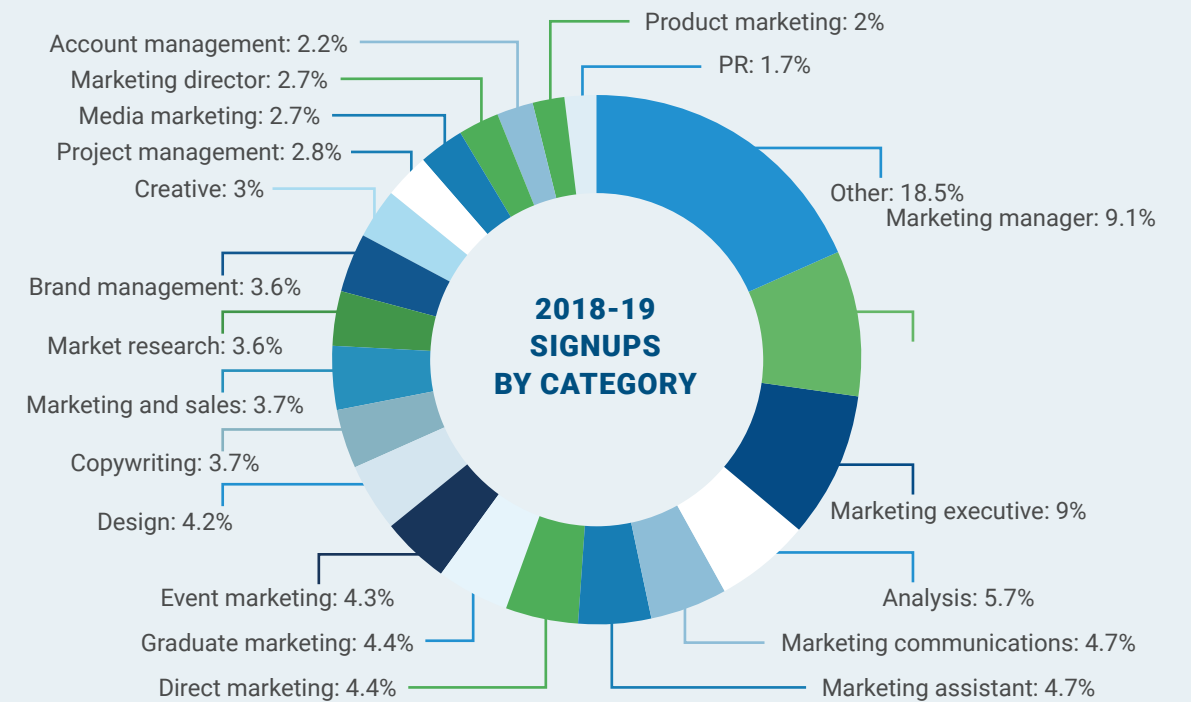 Product marketing: 2%
PR: 1.7%
Account management: 2.2%
Marketing director: 2.7%
Media marketing: 2.7%
Project management: 2.8%
Creative: 3%
Brand management: 3.6%
Market research: 3.6%
Marketing and sales: 3.7%
Copywriting: 3.7%
Design: 4.2%
Event marketing: 4.3%
Graduate marketing: 4.4%
Direct marketing: 4.4%
2018-19
SIGNUPS
BY CATEGORY
Other: 18.5%
Marketing manager: 9.1%
Marketing executive: 9%
Analysis: 5.7%
Marketing communications: 4.7%
Marketing assistant: 4.7%